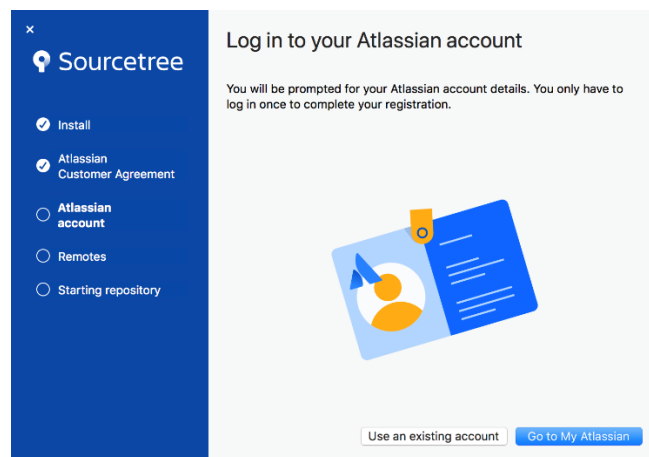 Sourcetree
Install
Atlassian
Customer Agreement
Atlassian
account
Remotes
Starting repository
Log in to your Atlassian account
You will be prompted for your Atlassian account details. You only have to
log in once to complete your registration.
Use an existing account
Go to My Atlassian